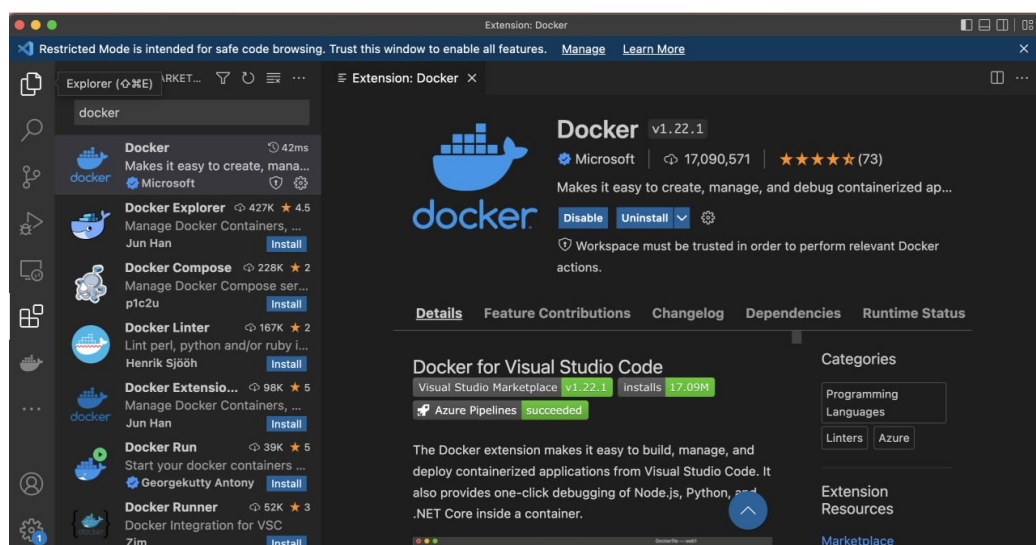 Extension: Docker
Restricted Mode is intended for safe code browsing. Trust this window to enable all features. Manage Learn More
Explorer (⇧⌘E)
RKET...
Extension: Docker
docker
Docker 42ms
Makes it easy to create, mana...
Microsoft
docker
Docker Explorer 427K ★ 4.5
Manage Docker Containers, ...
Jun Han Install
Docker Compose 228K ★ 2
Manage Docker Compose ser...
p1c2u Install
Docker Linter 167K ★ 2
Lint perl, python and/or ruby i...
Henrik Sjööh Install
Docker Extensio... 98K ★ 5
Manage Docker Containers, ...
Jun Han Install
docker
Docker Run 39K ★ 5
Start your docker containers ...
Georgekutty Antony Install
Docker Runner 52K ★ 3
Docker Integration for VSC
Zim Install
1
docker
Docker v1.22.1
Microsoft 17,090,571 (73)
Makes it easy to create, manage, and debug containerized ap...
Disable Uninstall
Workspace must be trusted in order to perform relevant Docker
actions.
Details Feature Contributions Changelog Dependencies Runtime Status
Docker for Visual Studio Code
Visual Studio Marketplace v1.22.1 installs 17.09M
Azure Pipelines succeeded
The Docker extension makes it easy to build, manage, and
deploy containerized applications from Visual Studio Code. It
also provides one-click debugging of Node.js, Python, and
.NET Core inside a container.
Categories
Programming
Languages
Linters Azure
Extension
Resources
Marketplace